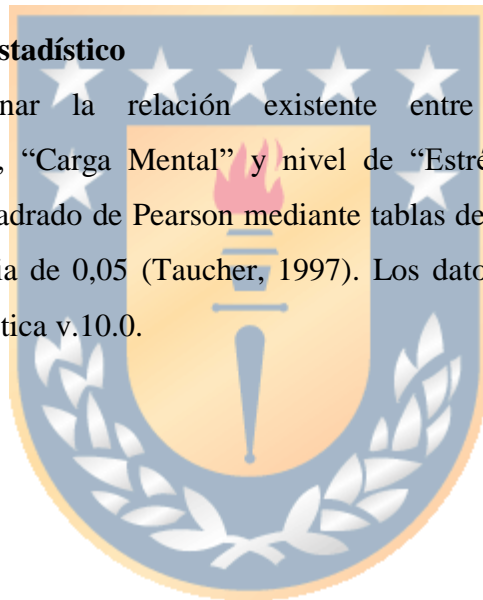 stadístico
nar la relación existente entre
, “Carga Mental” y nivel de “Estré
adrado de Pearson mediante tablas de
ia de 0,05 (Taucher, 1997). Los dato
tica v.10.0.